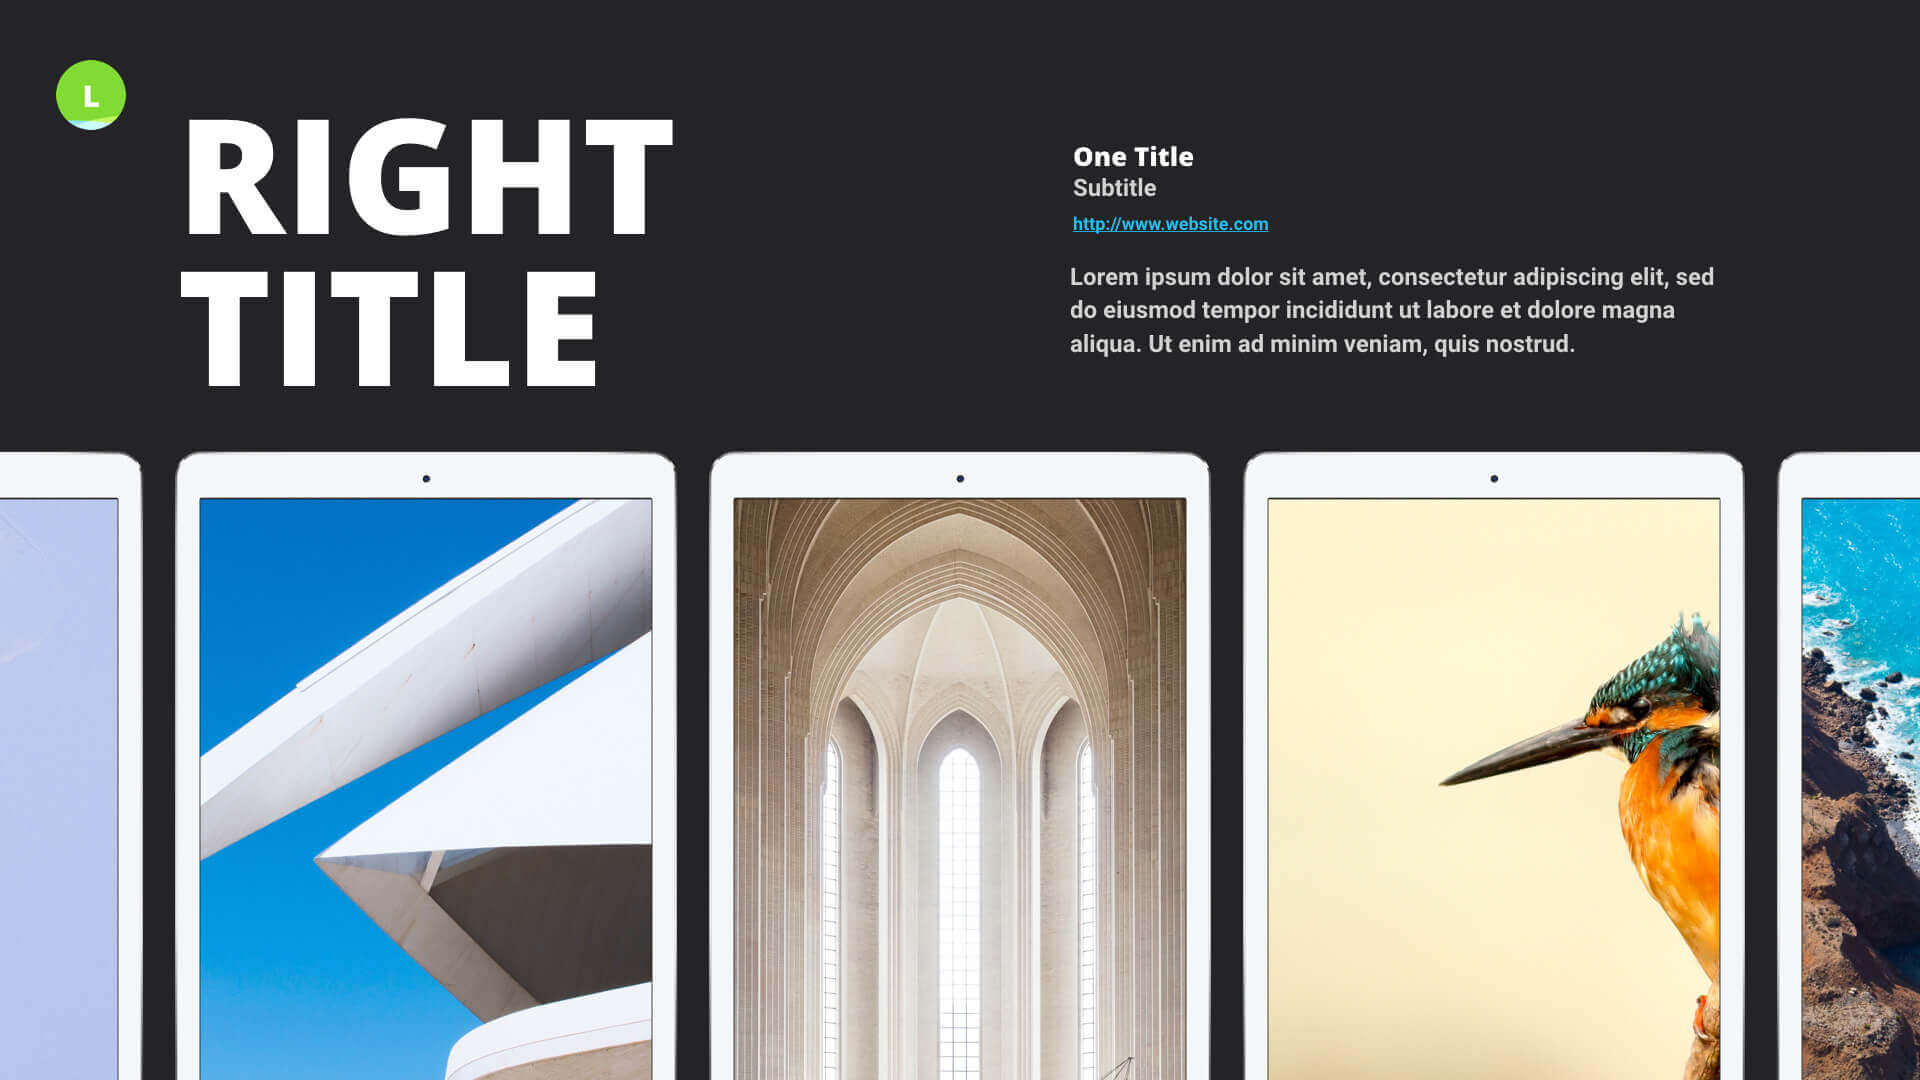 L
RIGHT
TITLE
One Title
Subtitle
http://www.website.com
Lorem ipsum dolor sit amet, consectetur adipiscing elit, sed
do eiusmod tempor incididunt ut labore et dolore magna
aliqua. Ut enim ad minim veniam, quis nostrud.